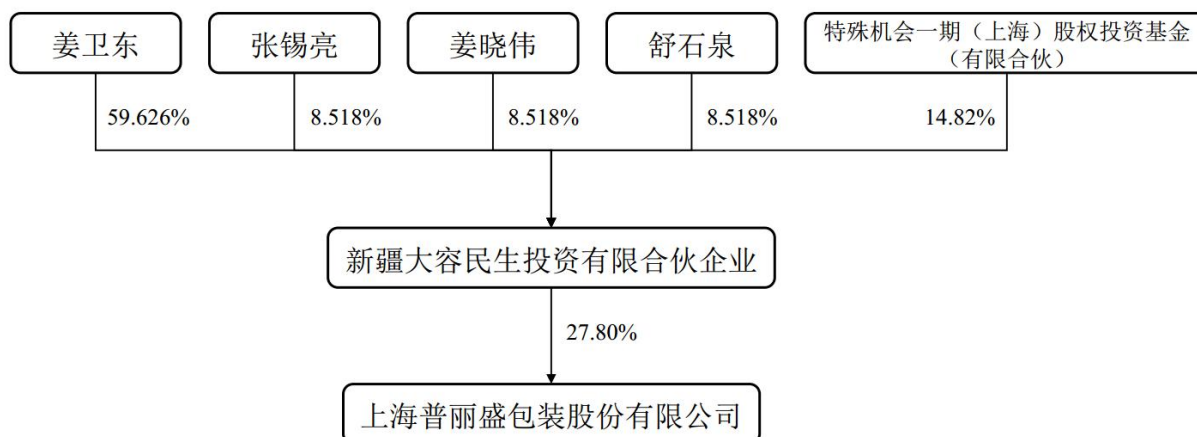 姜卫东
张锡亮
姜晓伟
舒石泉
特殊机会一期（上海）股权投资基金
（有限合伙）
59.626%
8.518%
8.518%
8.518%
14.82%
新疆大容民生投资有限合伙企业
27.80%
上海普丽盛包装股份有限公司